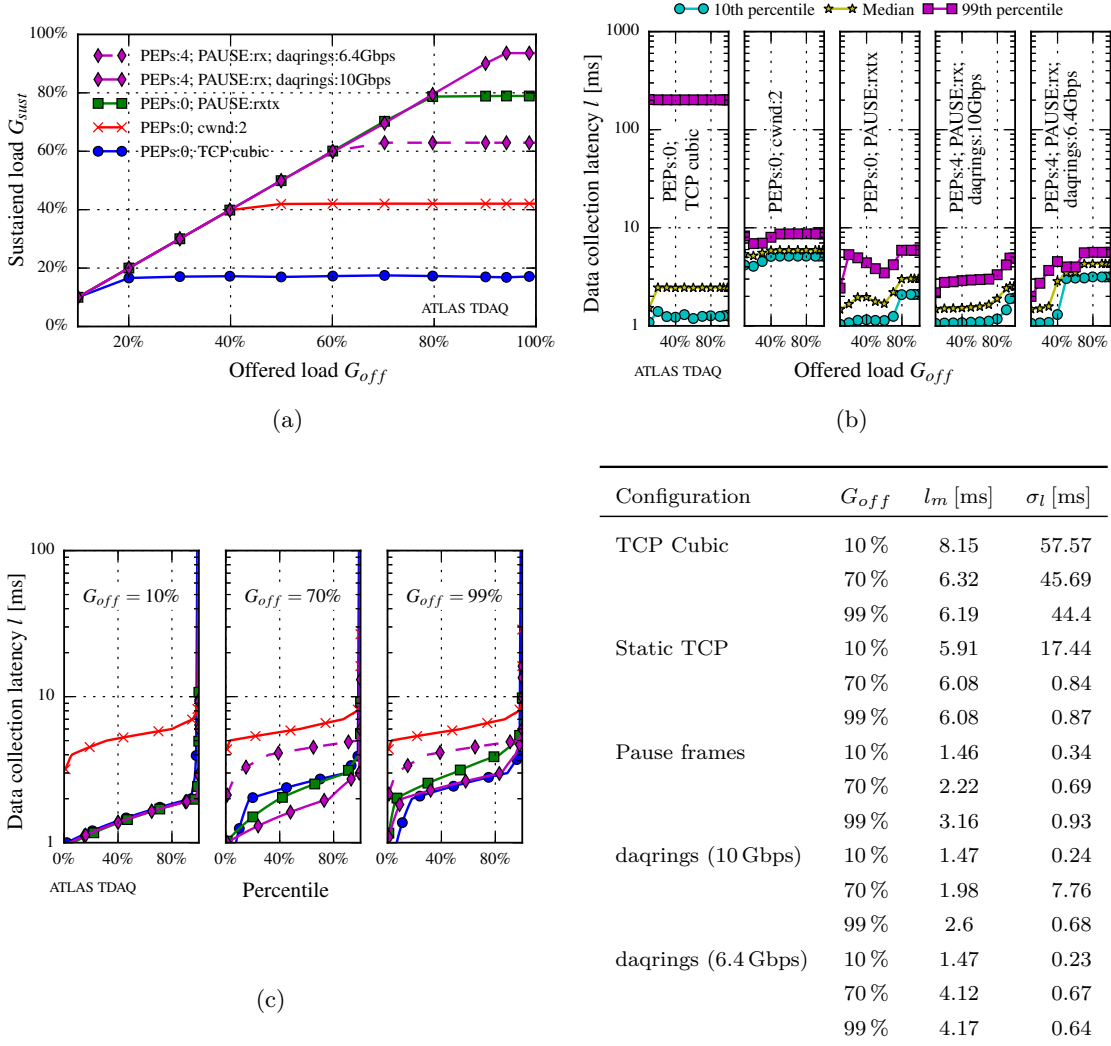 100%
80%
60%
40%
20%
0%
Sustaiend load G_sust
PEPs:4; PAUSE:rx; daqrings:6.4Gbps
PEPs:4; PAUSE:rx; daqrings:10Gbps
PEPs:0; PAUSE:rxtx
PEPs:0; cwnd:2
PEPs:0; TCP cubic
ATLAS TDAQ
20% 40% 60% 80% 100%
Offered load G_off
(a)
10th percentile Median 99th percentile
1000
100
10
1
Data collection latency l [ms]
PEPs:0;
TCP cubic
PEPs:0; cwnd:2
PEPs:0; PAUSE:rxtx
PEPs:4; PAUSE:rx;
daqrings:10Gbps
PEPs:4; PAUSE:rx;
daqrings:6.4Gbps
40% 80% 40% 80% 40% 80% 40% 80% 40% 80%
ATLAS TDAQ
Offered load G_off
(b)
100
10
1
Data collection latency l [ms]
G_off = 10% G_off = 70% G_off = 99%
0% 40% 80% 0% 40% 80% 0% 40% 80%
ATLAS TDAQ
Percentile
(c)
Configuration G_off l_m [ms] σ_l [ms]
TCP Cubic 10 % 8.15 57.57
70 % 6.32 45.69
99 % 6.19 44.4
Static TCP 10 % 5.91 17.44
70 % 6.08 0.84
99 % 6.08 0.87
Pause frames 10 % 1.46 0.34
70 % 2.22 0.69
99 % 3.16 0.93
daqrings (10 Gbps) 10 % 1.47 0.24
70 % 1.98 7.76
99 % 2.6 0.68
daqrings (6.4 Gbps) 10 % 1.47 0.23
70 % 4.12 0.67
99 % 4.17 0.64